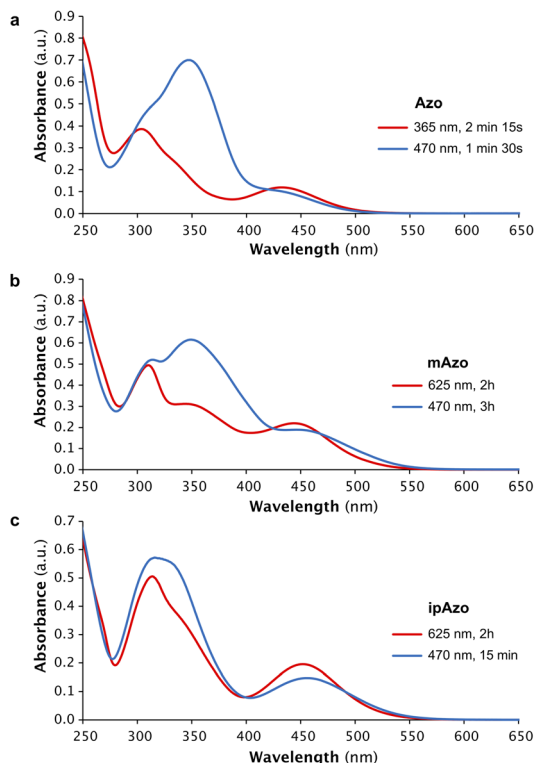 a
0.9
0.8
0.7
0.6
0.5
0.4
0.3
0.2
0.1
0.0
Absorbance (a.u.)
250 300 350 400 450 500 550 600 650
Wavelength (nm)
Azo
365 nm, 2 min 15s
470 nm, 1 min 30s
b
0.9
0.8
0.7
0.6
0.5
0.4
0.3
0.2
0.1
0.0
Absorbance (a.u.)
250 300 350 400 450 500 550 600 650
Wavelength (nm)
mAzo
625 nm, 2h
470 nm, 3h
c
0.7
0.6
0.5
0.4
0.3
0.2
0.1
0.0
Absorbance (a.u.)
250 300 350 400 450 500 550 600 650
Wavelength (nm)
ipAzo
625 nm, 2h
470 nm, 15 min